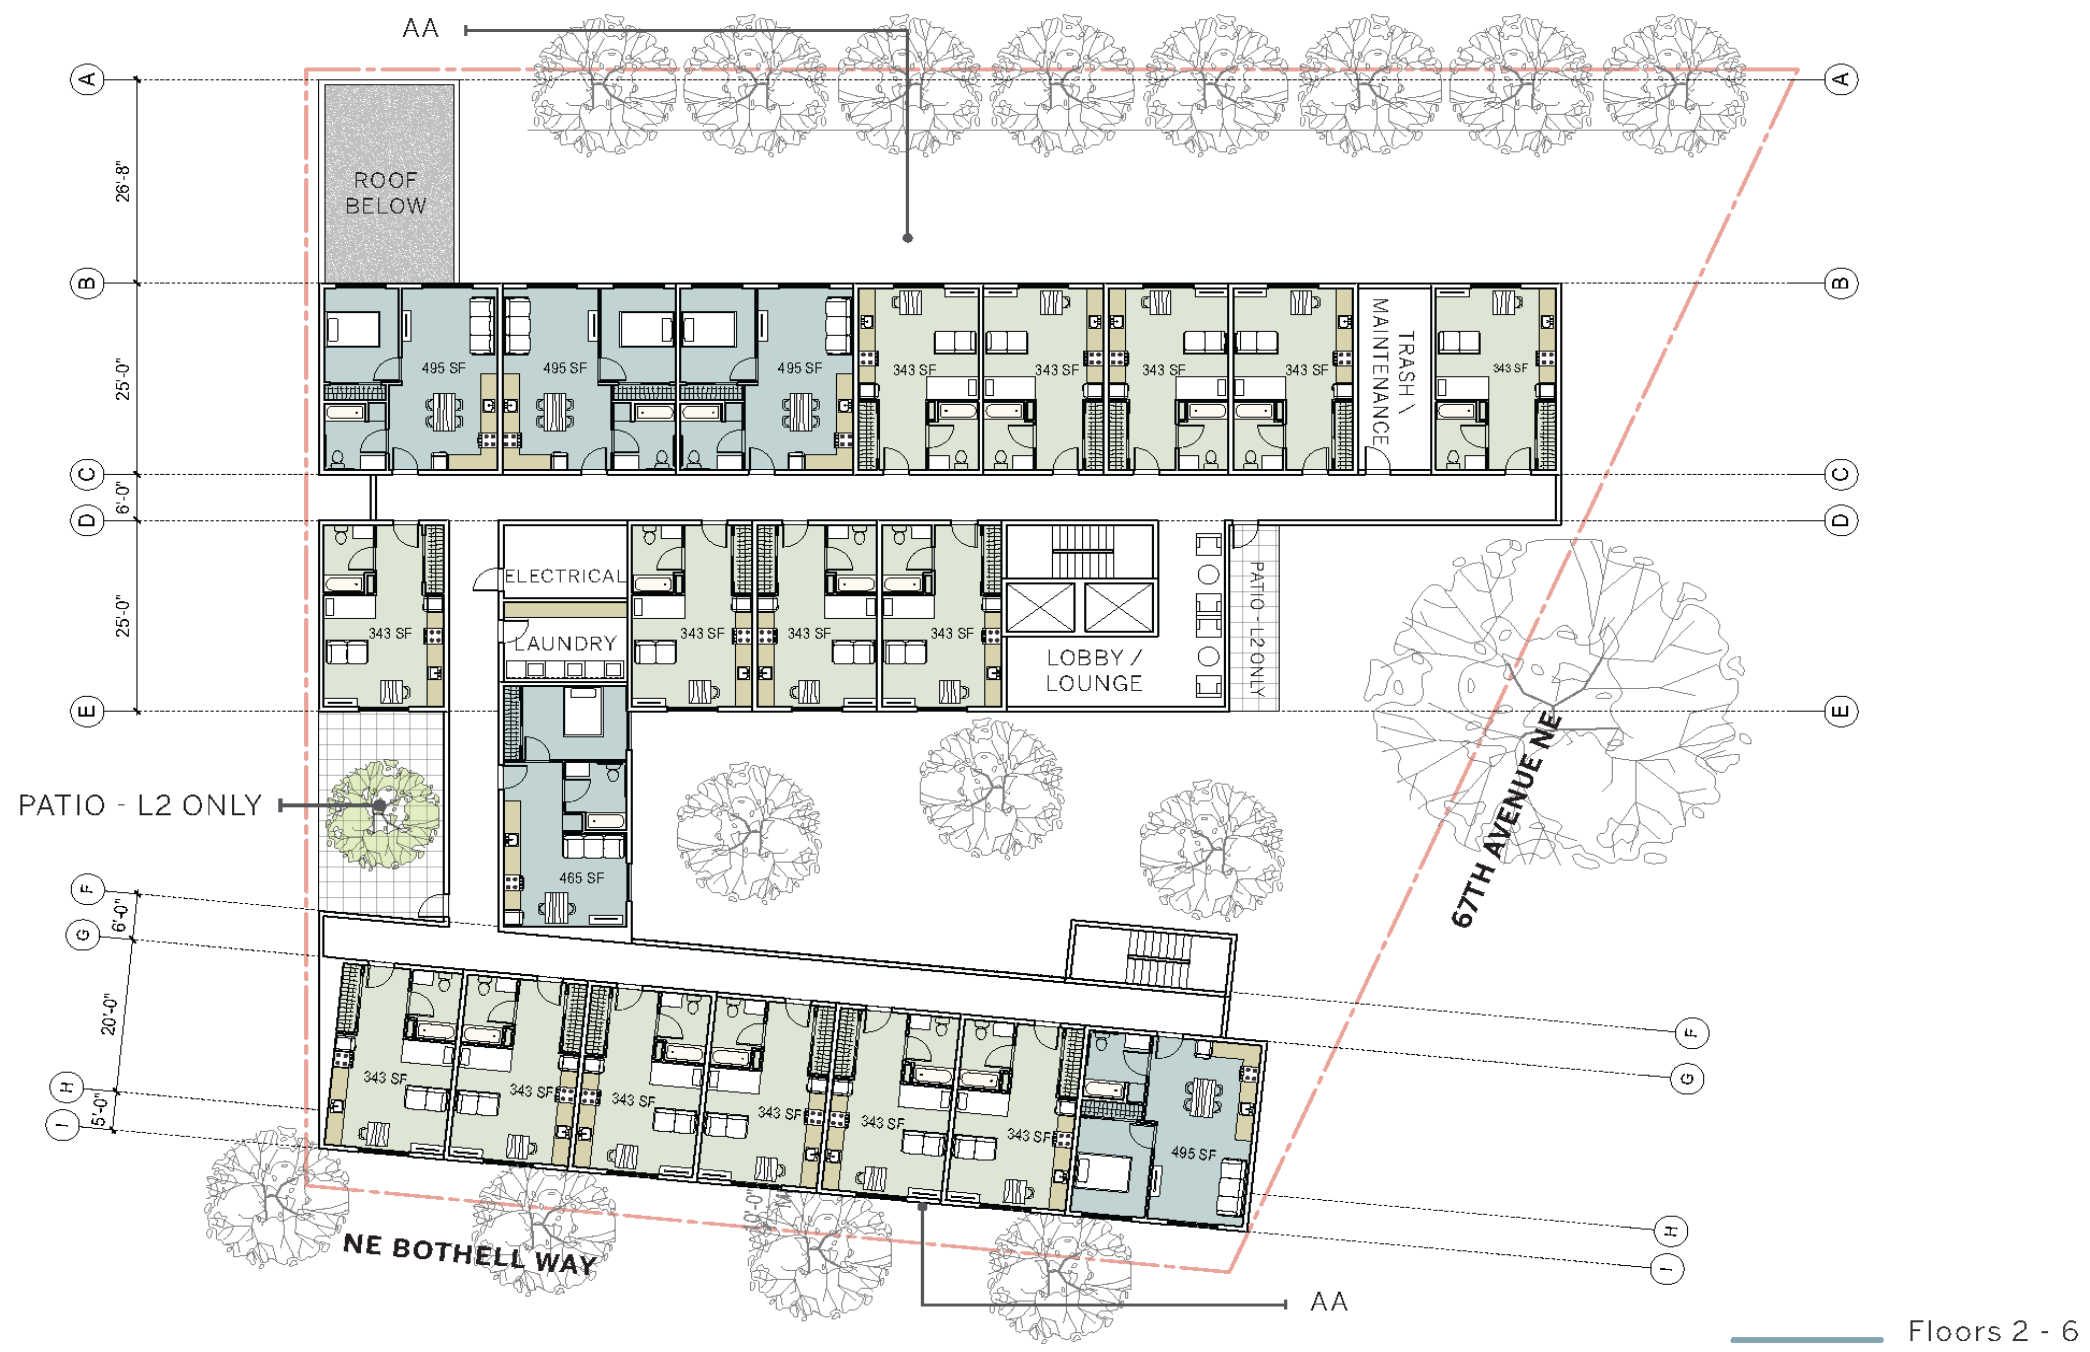 AA
A
A
26'-8"
ROOF
BELOW
B
B
25'-0"
495 SF
495 SF
495 SF
343 SF
343 SF
343 SF
343 SF
TRASH \
MAINTENANCE
343 SF
C
C
6'-0"
D
D
25'-0"
343 SF
ELECTRICAL
LAUNDRY
343 SF
343 SF
343 SF
LOBBY /
LOUNGE
PATIO - L2 ONLY
E
E
67TH AVENUE NE
PATIO - L2 ONLY
465 SF
F
6'-0"
G
20'-0"
H
5'-0"
I
343 SF
343 SF
343 SF
343 SF
343 SF
343 SF
495 SF
F
G
H
I
NE BOTHELL WAY
AA
Floors 2 - 6